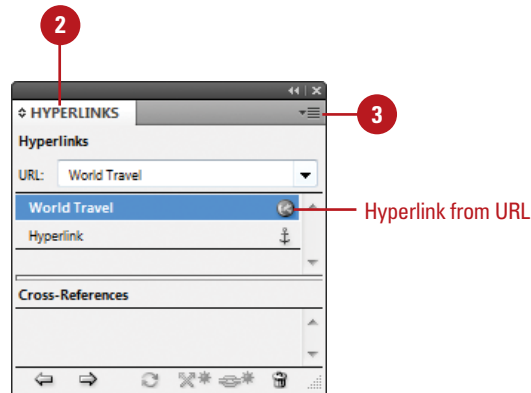 2
HYPERLINKS
3
Hyperlinks
URL: World Travel
World Travel
Hyperlink from URL
Hyperlink
Cross-References